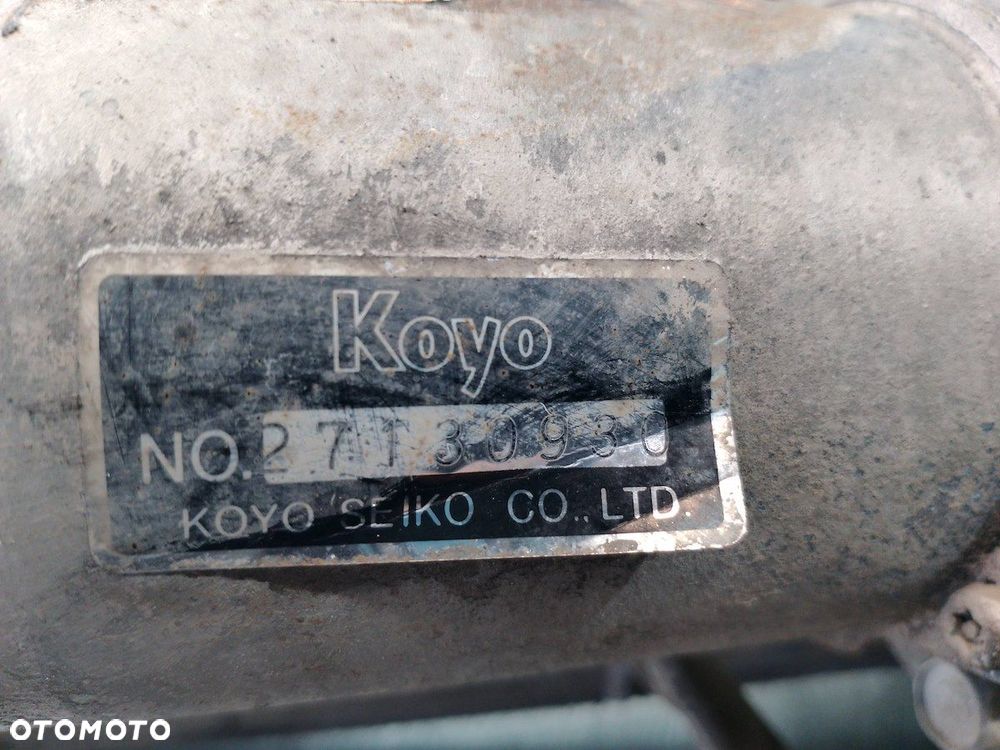 Koyo
NO. 27T30930
KOYO SEIKO CO., LTD.
OTOMOTO